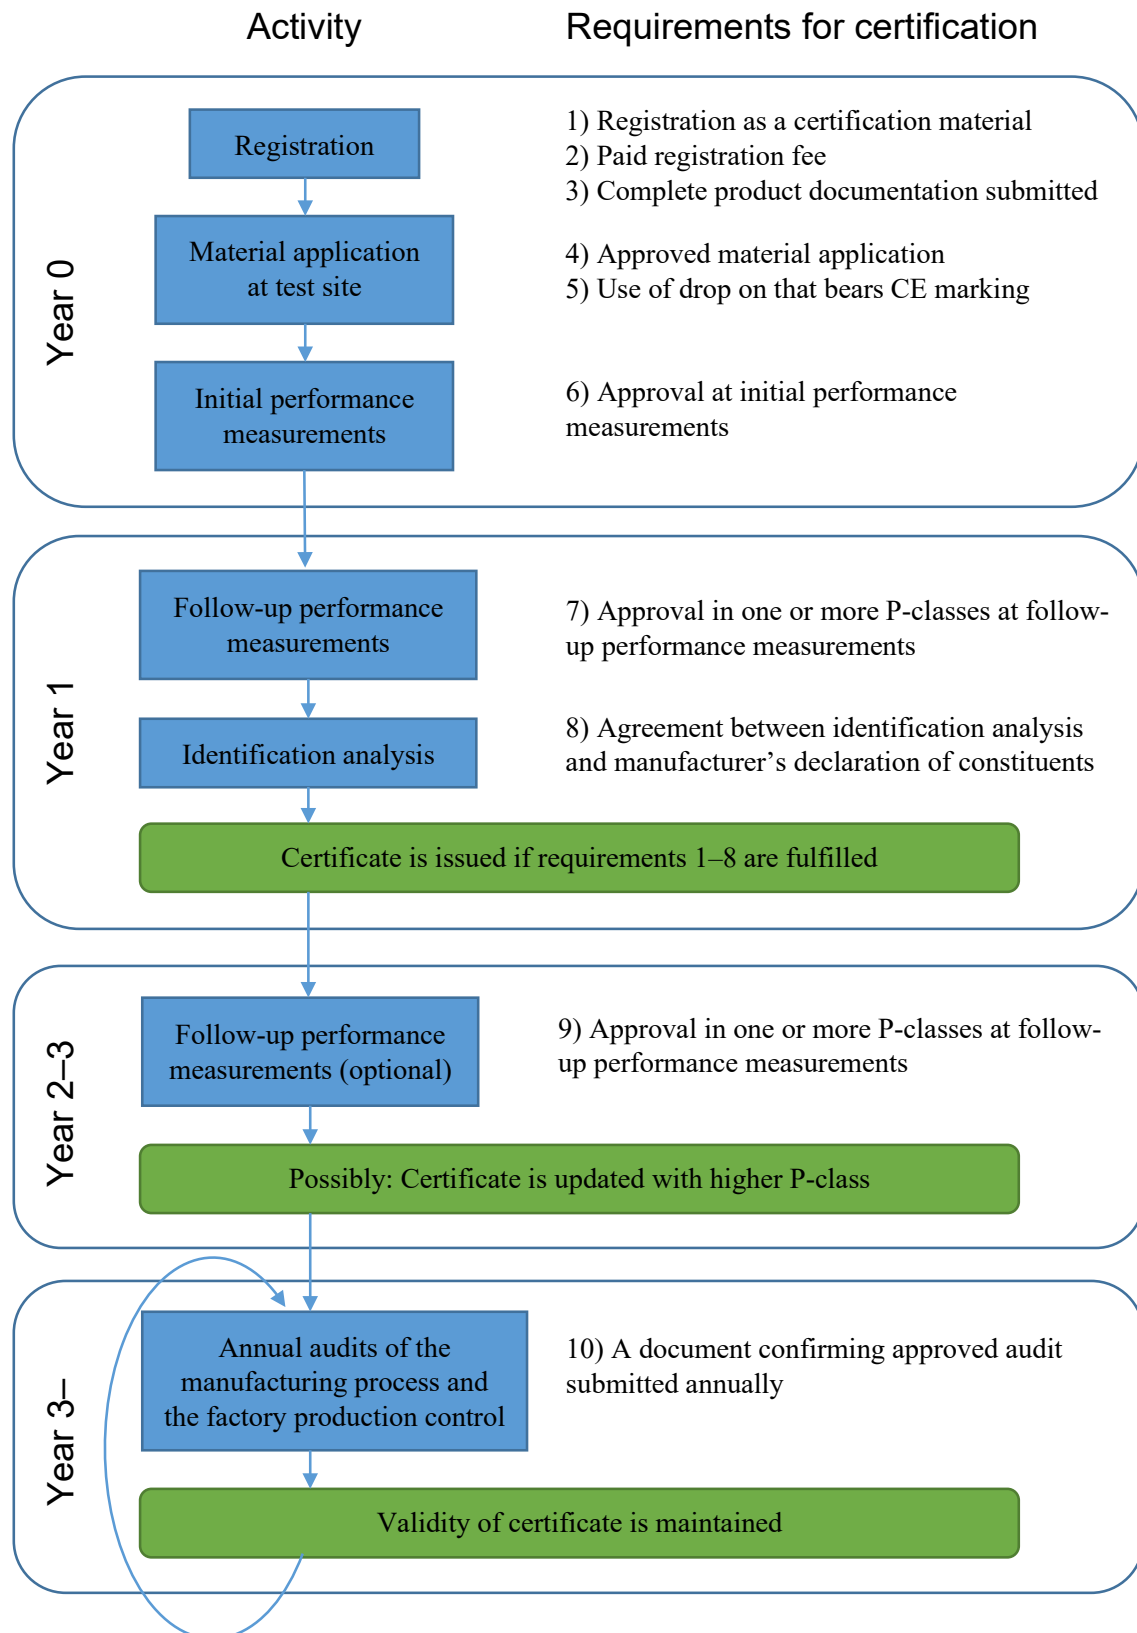 Activity
Requirements for certification
Year 0
Registration
1) Registration as a certification material
2) Paid registration fee
3) Complete product documentation submitted
Material application
at test site
4) Approved material application
5) Use of drop on that bears CE marking
Initial performance
measurements
6) Approval at initial performance
measurements
Year 1
Follow-up performance
measurements
7) Approval in one or more P-classes at follow-
up performance measurements
Identification analysis
8) Agreement between identification analysis
and manufacturer’s declaration of constituents
Certificate is issued if requirements 1–8 are fulfilled
Year 2–3
Follow-up performance
measurements (optional)
9) Approval in one or more P-classes at follow-
up performance measurements
Possibly: Certificate is updated with higher P-class
Year 3–
Annual audits of the
manufacturing process and
the factory production control
10) A document confirming approved audit
submitted annually
Validity of certificate is maintained